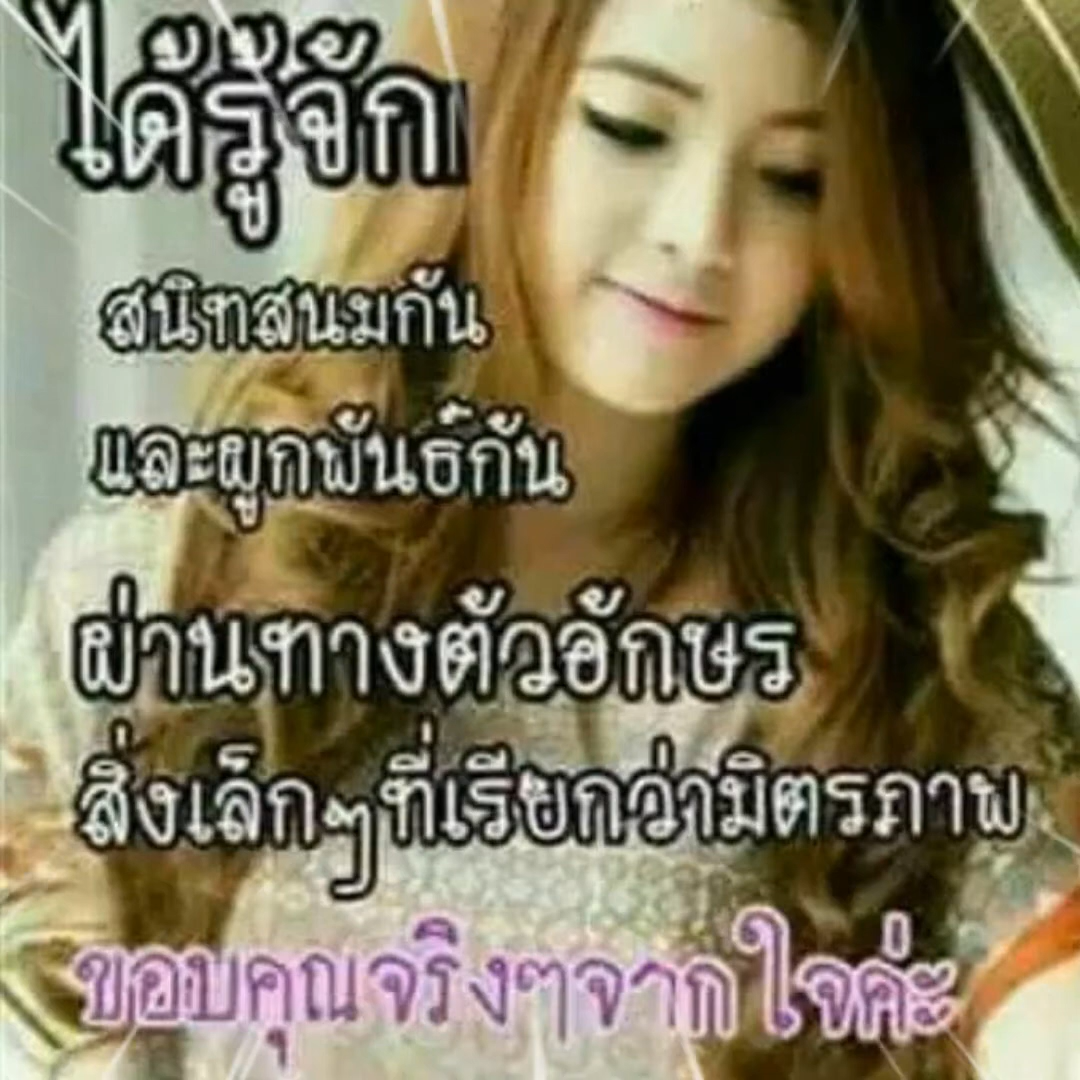 ได้รู้จัก
สนิทสนมกัน
และผูกพันธ์กัน
ผ่านทางตัวอักษร
สิ่งเล็กๆที่เรียกว่ามิตรภาพ
ขอบคุณจริงๆจากใจค่ะ